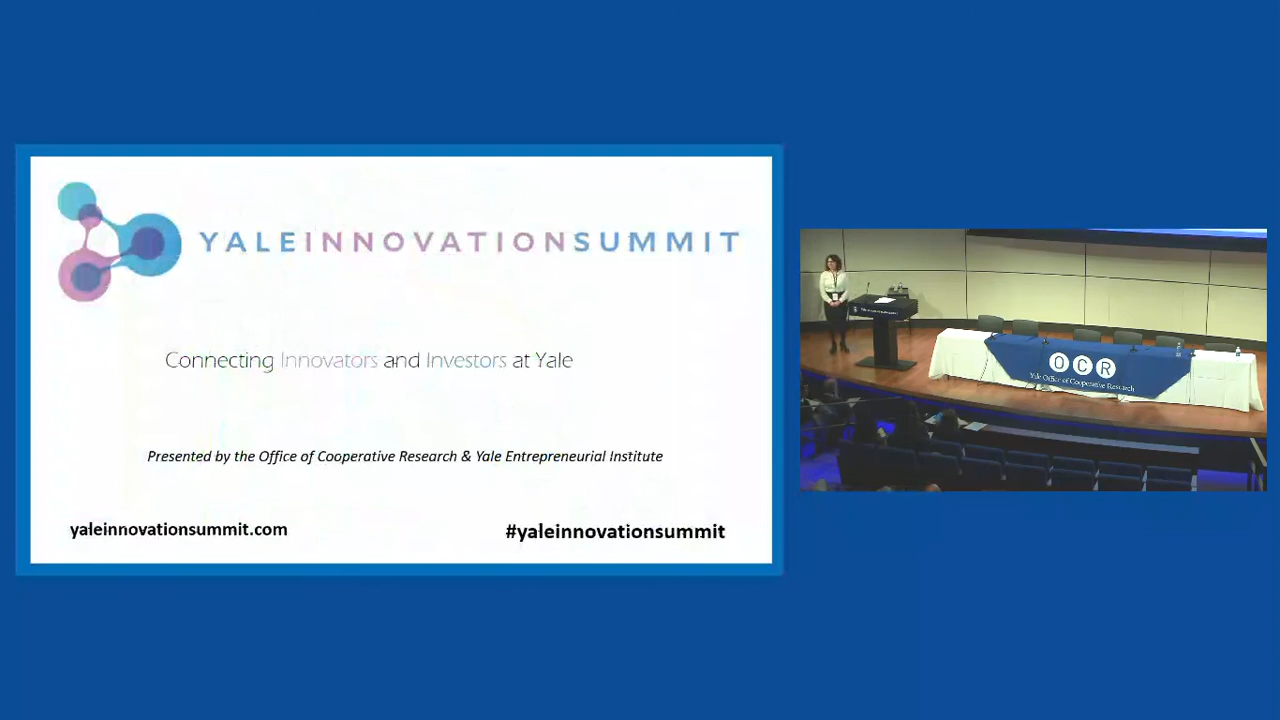 YALEINNOVATIONSUMMIT
Connecting Innovators and Investors at Yale
Presented by the Office of Cooperative Research & Yale Entrepreneurial Institute
yaleinnovationsummit.com
#yaleinnovationsummit
OCR
Yale Office of Cooperative Research